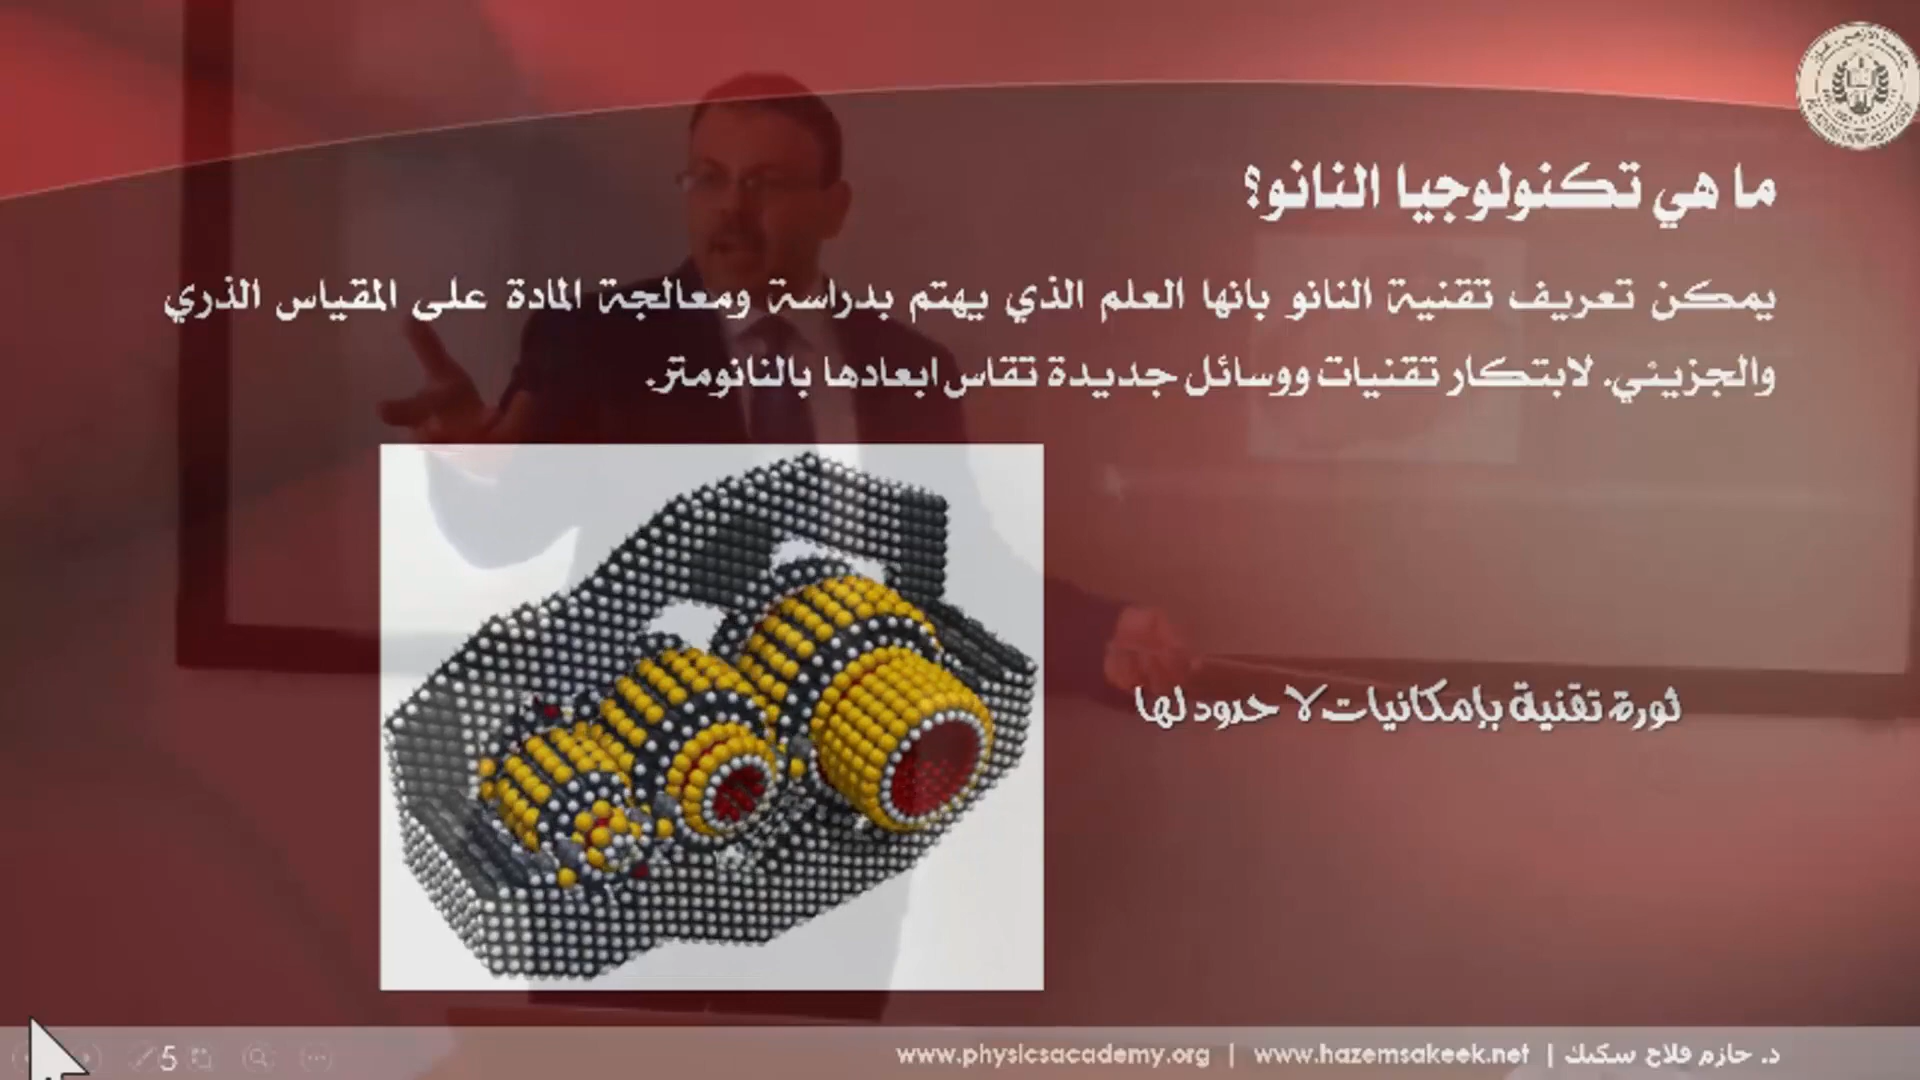 ما هي تكنولوجيا النانو؟
يمكن تعريف تقنية النانو بانها العلم الذي يهتم بدراسة ومعالجة المادة على المقياس الذري
والجزيئي. لابتكار تقنيات ووسائل جديدة تقاس ابعادها بالنانومتر.
ثورة تقنية بإمكانيات لا حدود لها
5
www.physicsacademy.org | www.hazemsakeek.net | د. حازم فلاح سكيك